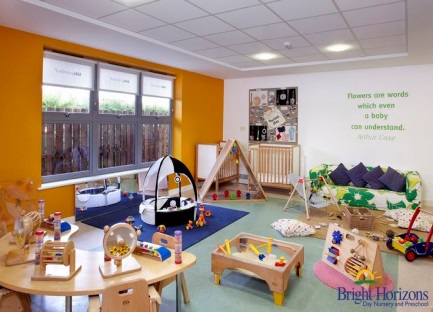 Flowers are words
which even
a baby
can understand.
Arthur Coxe
Bright Horizons
Day Nursery and Preschool